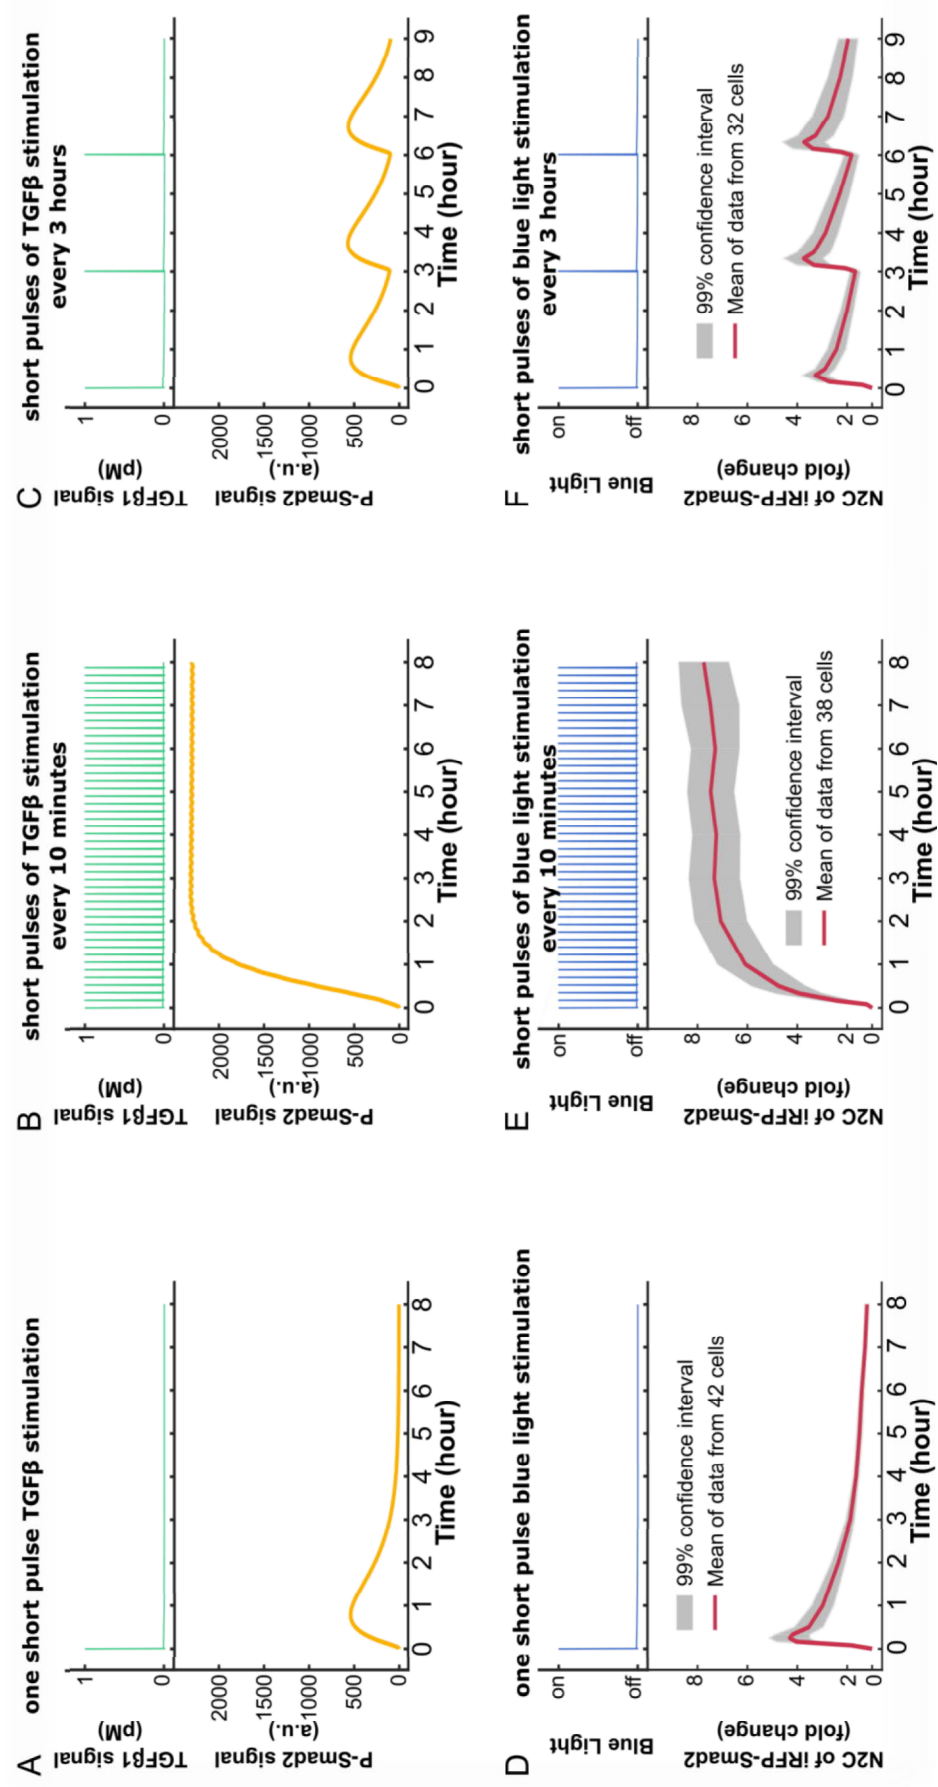 A
one short pulse TGFβ stimulation
TGFβ1 signal
(pM)
1
0
P-Smad2 signal
(a.u.)
2000
1500
1000
500
0
0 1 2 3 4 5 6 7 8
Time (hour)
B
short pulses of TGFβ stimulation
every 10 minutes
TGFβ1 signal
(pM)
1
0
P-Smad2 signal
(a.u.)
2000
1500
1000
500
0
0 1 2 3 4 5 6 7 8
Time (hour)
C
short pulses of TGFβ stimulation
every 3 hours
TGFβ1 signal
(pM)
1
0
P-Smad2 signal
(a.u.)
2000
1500
1000
500
0
0 1 2 3 4 5 6 7 8 9
Time (hour)
D
one short pulse blue light stimulation
Blue Light
on
off
N2C of iRFP-Smad2
(fold change)
8
6
4
2
0
99% confidence interval
Mean of data from 42 cells
0 1 2 3 4 5 6 7 8
Time (hour)
E
short pulses of blue light stimulation
every 10 minutes
Blue Light
on
off
N2C of iRFP-Smad2
(fold change)
8
6
4
2
0
99% confidence interval
Mean of data from 38 cells
0 1 2 3 4 5 6 7 8
Time (hour)
F
short pulses of blue light stimulation
every 3 hours
Blue Light
on
off
N2C of iRFP-Smad2
(fold change)
8
6
4
2
0
99% confidence interval
Mean of data from 32 cells
0 1 2 3 4 5 6 7 8 9
Time (hour)